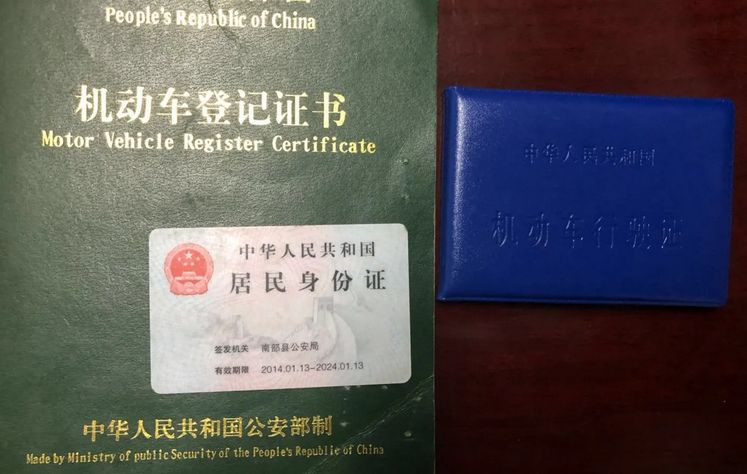 People's Republic of China
机动车登记证书
Motor Vehicle Register Certificate
中华人民共和国
居民身份证
签发机关 南部县公安局
有效期限 2014.01.13-2024.01.13
中华人民共和国公安部制
Made by Ministry of public Security of the People's Republic of China
中华人民共和国
机动车行驶证